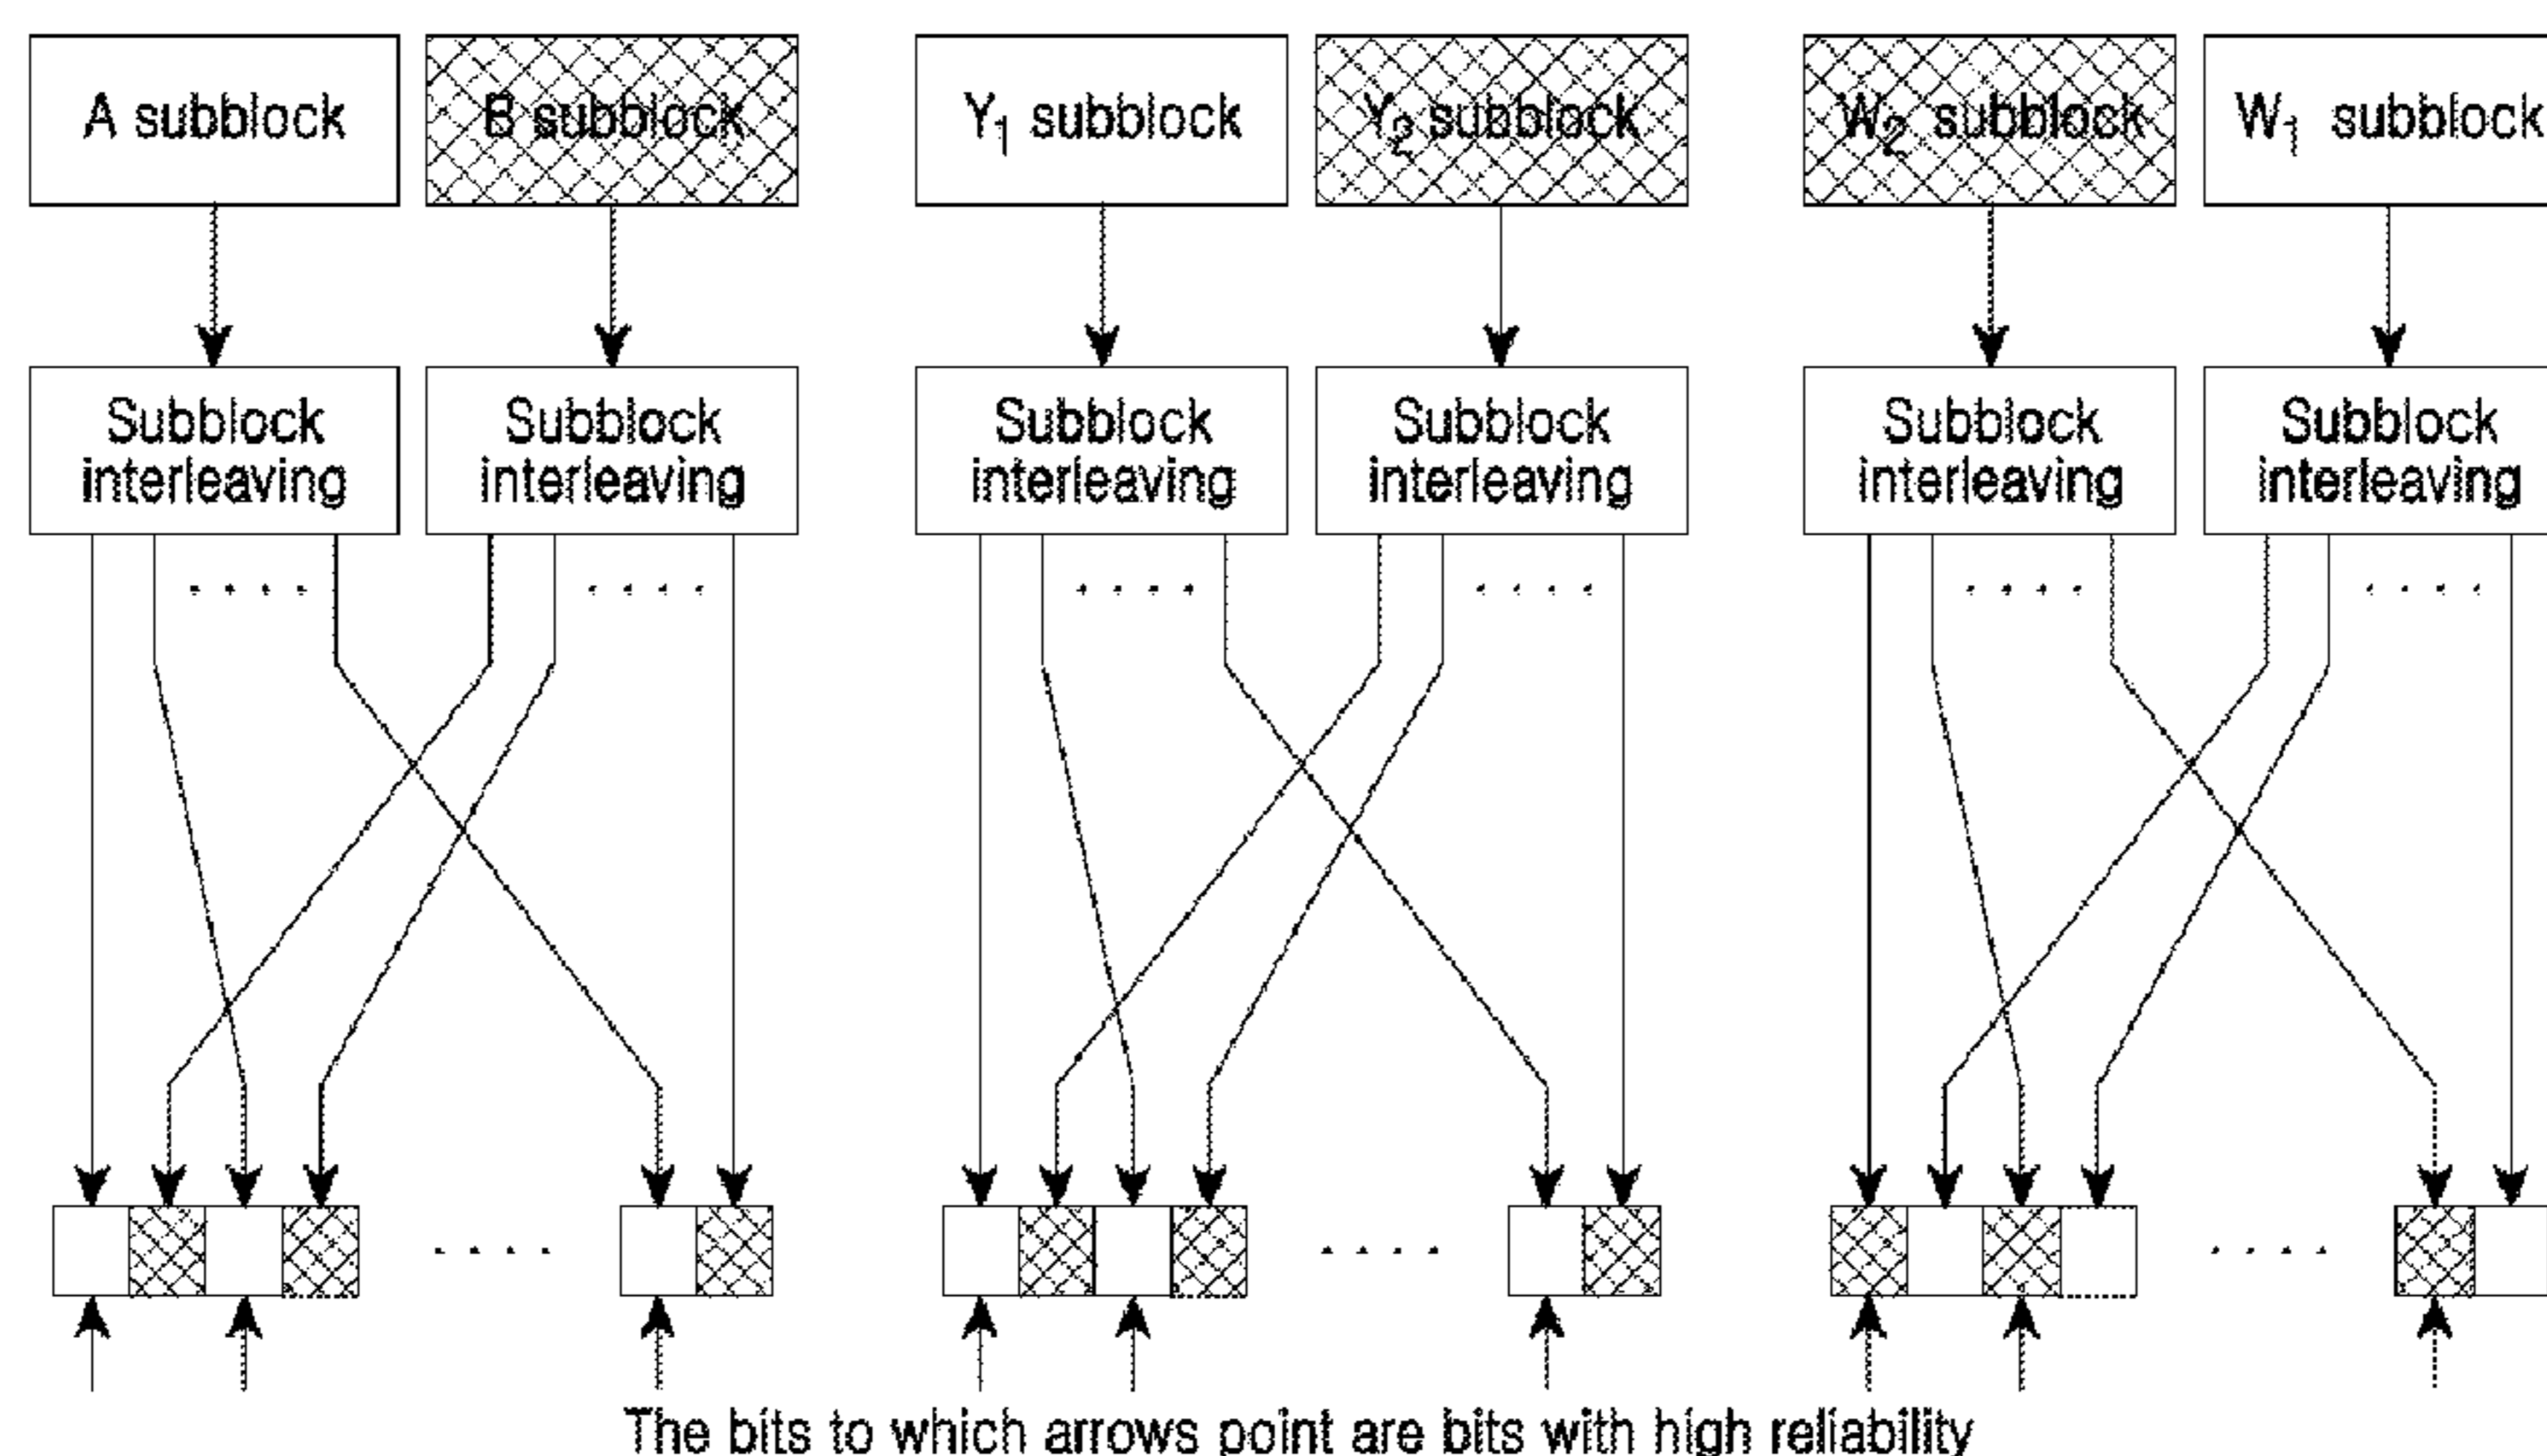 A subblock
B subblock
Y1 subblock
Y2 subblock
W2 subblock
W1 subblock
Subblock
interleaving
Subblock
interleaving
Subblock
interleaving
Subblock
interleaving
Subblock
interleaving
Subblock
interleaving
The bits to which arrows point are bits with high reliability